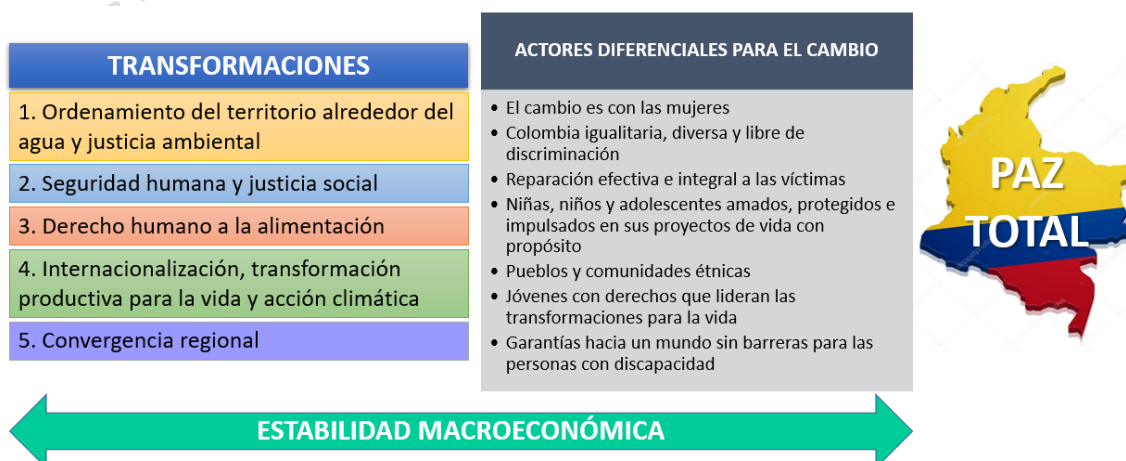 TRANSFORMACIONES
1. Ordenamiento del territorio alrededor del
agua y justicia ambiental
2. Seguridad humana y justicia social
3. Derecho humano a la alimentación
4. Internacionalización, transformación
productiva para la vida y acción climática
5. Convergencia regional
ACTORES DIFERENCIALES PARA EL CAMBIO
• El cambio es con las mujeres
• Colombia igualitaria, diversa y libre de
discriminación
• Reparación efectiva e integral a las víctimas
• Niñas, niños y adolescentes amados, protegidos e
impulsados en sus proyectos de vida con
propósito
• Pueblos y comunidades étnicas
• Jóvenes con derechos que lideran las
transformaciones para la vida
• Garantías hacia un mundo sin barreras para las
personas con discapacidad
PAZ
TOTAL
ESTABILIDAD MACROECONÓMICA